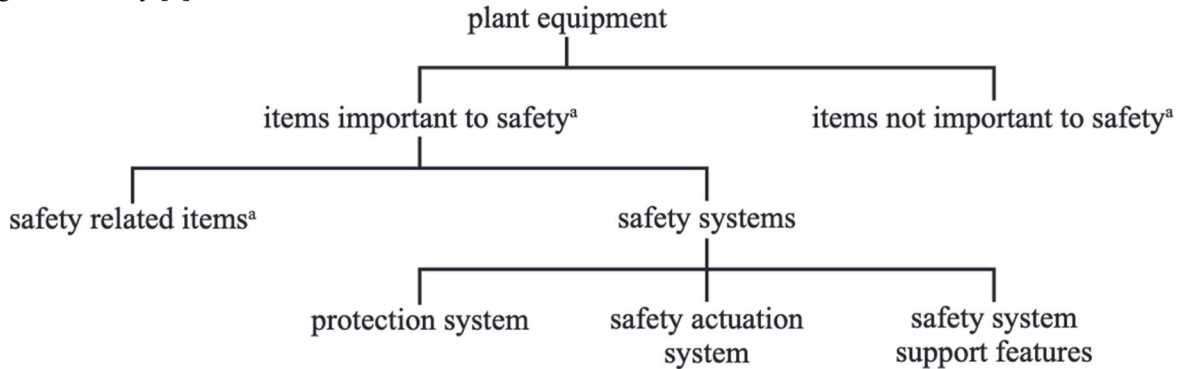 plant equipment
items important to safetyᵃ
items not important to safetyᵃ
safety related itemsᵃ
safety systems
protection system
safety actuation
system
safety system
support features